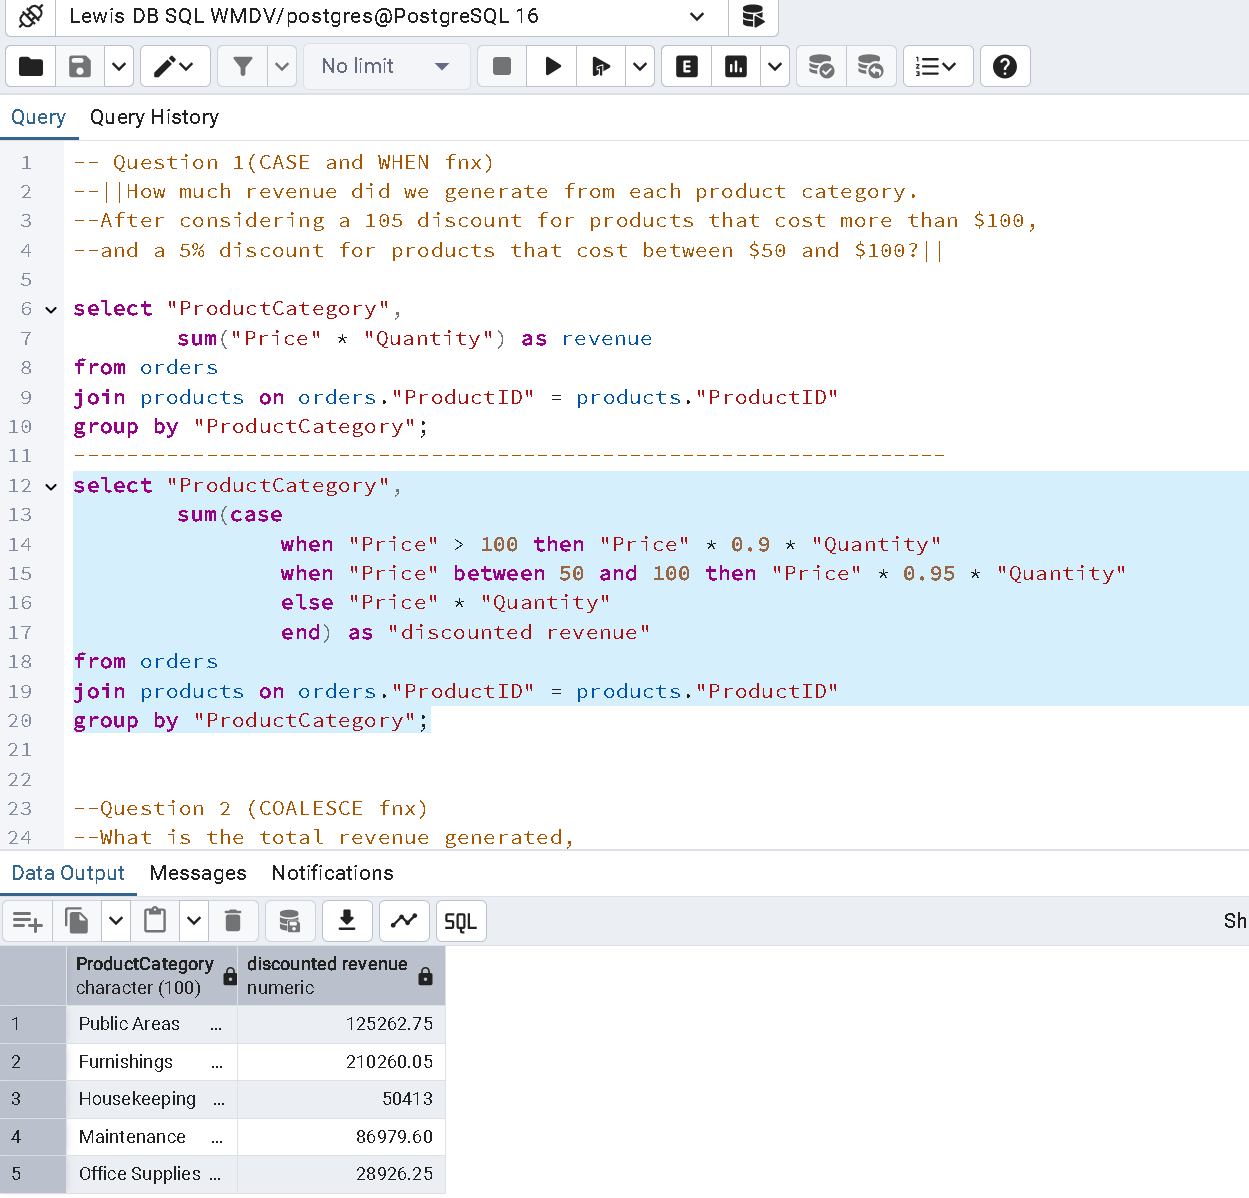 Lewis DB SQL WMDV/postgres@PostgreSQL 16
No limit
E
Query Query History
1 -- Question 1(CASE and WHEN fnx)
2 --||How much revenue did we generate from each product category.
3 --After considering a 105 discount for products that cost more than $100,
4 --and a 5% discount for products that cost between $50 and $100?||
5
6 select "ProductCategory",
7 sum("Price" * "Quantity") as revenue
8 from orders
9 join products on orders."ProductID" = products."ProductID"
10 group by "ProductCategory";
11 ------------------------------------------------------------------
12 select "ProductCategory",
13 sum(case
14 when "Price" > 100 then "Price" * 0.9 * "Quantity"
15 when "Price" between 50 and 100 then "Price" * 0.95 * "Quantity"
16 else "Price" * "Quantity"
17 end) as "discounted revenue"
18 from orders
19 join products on orders."ProductID" = products."ProductID"
20 group by "ProductCategory";
21
22
23 --Question 2 (COALESCE fnx)
24 --What is the total revenue generated,
Data Output Messages Notifications
SQL Sh
ProductCategory discounted revenue
character (100) numeric
1 Public Areas ... 125262.75
2 Furnishings ... 210260.05
3 Housekeeping ... 50413
4 Maintenance ... 86979.60
5 Office Supplies ... 28926.25